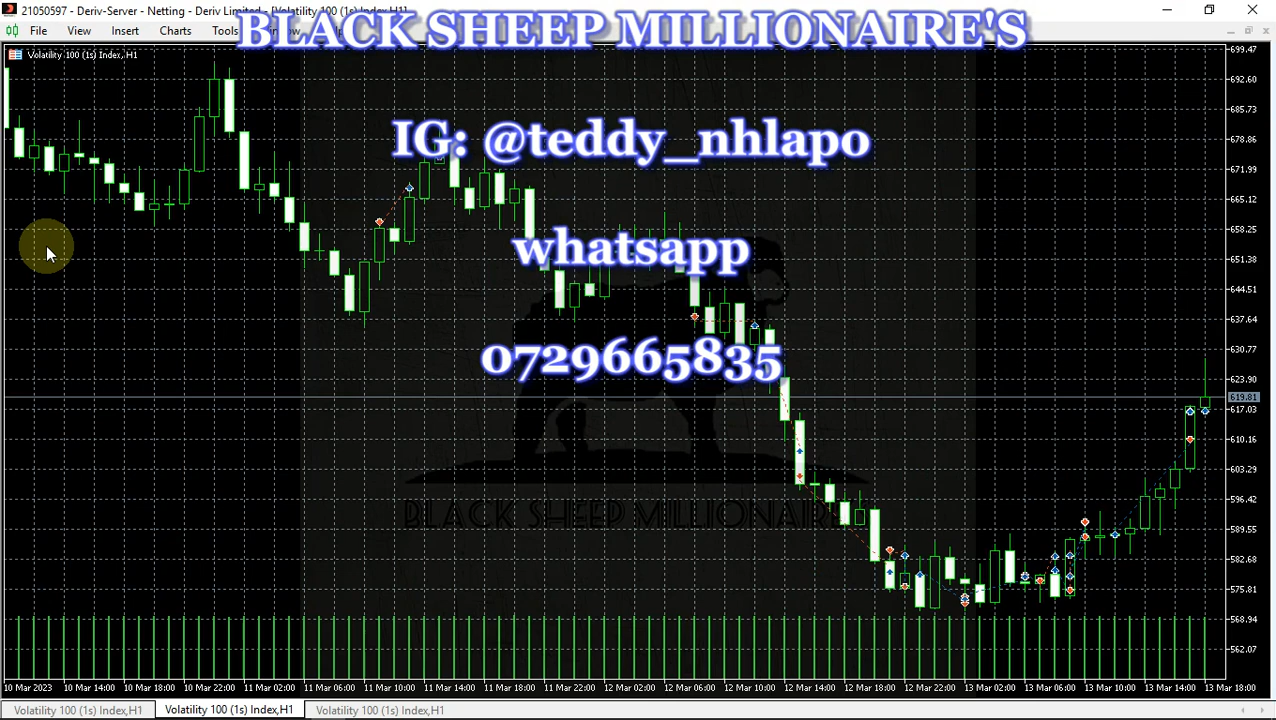 21050597 - Deriv-Server - Netting - Deriv Limited - [Volatility 100 (1s) Index,H1]
BLACK SHEEP MILLIONAIRE'S
File View Insert Charts Tools
Volatility 100 (1s) Index, H1
IG: @teddy_nhlapo
whatsapp
0729665835
BLACK SHEEP MILLIONAIRE
699.47
692.60
685.73
678.86
671.99
665.12
658.25
651.38
644.51
637.64
630.77
623.90
619.81
617.03
610.16
603.29
596.42
589.55
582.68
575.81
568.94
562.07
10 Mar 2023 10 Mar 14:00 10 Mar 18:00 10 Mar 22:00 11 Mar 02:00 11 Mar 06:00 11 Mar 10:00 11 Mar 14:00 11 Mar 18:00 11 Mar 22:00 12 Mar 02:00 12 Mar 06:00 12 Mar 10:00 12 Mar 14:00 12 Mar 18:00 12 Mar 22:00 13 Mar 02:00 13 Mar 06:00 13 Mar 10:00 13 Mar 14:00 13 Mar 18:00
Volatility 100 (1s) Index,H1 Volatility 100 (1s) Index,H1 Volatility 100 (1s) Index,H1